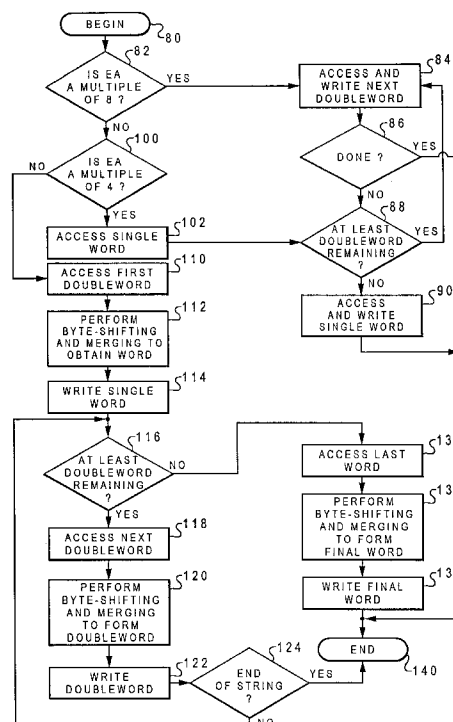 BEGIN
80
82
IS EA
A MULTIPLE
OF 8 ?
YES
NO
ACCESS AND
WRITE NEXT
DOUBLEWORD
84
86
DONE ?
YES
NO
100
IS EA
A MULTIPLE
OF 4 ?
NO
YES
102
ACCESS SINGLE
WORD
88
AT LEAST
DOUBLEWORD
REMAINING
?
YES
NO
90
ACCESS
AND WRITE
SINGLE WORD
110
ACCESS FIRST
DOUBLEWORD
112
PERFORM
BYTE-SHIFTING
AND MERGING TO
OBTAIN WORD
114
WRITE SINGLE
WORD
116
AT LEAST
DOUBLEWORD
REMAINING
?
NO
YES
118
ACCESS NEXT
DOUBLEWORD
120
PERFORM
BYTE-SHIFTING
AND MERGING
TO FORM
DOUBLEWORD
122
WRITE
DOUBLEWORD
124
END
OF STRING
?
YES
NO
13
ACCESS LAST
WORD
13
PERFORM
BYTE-SHIFTING
AND MERGING
TO FORM
FINAL WORD
13
WRITE FINAL
WORD
END
140